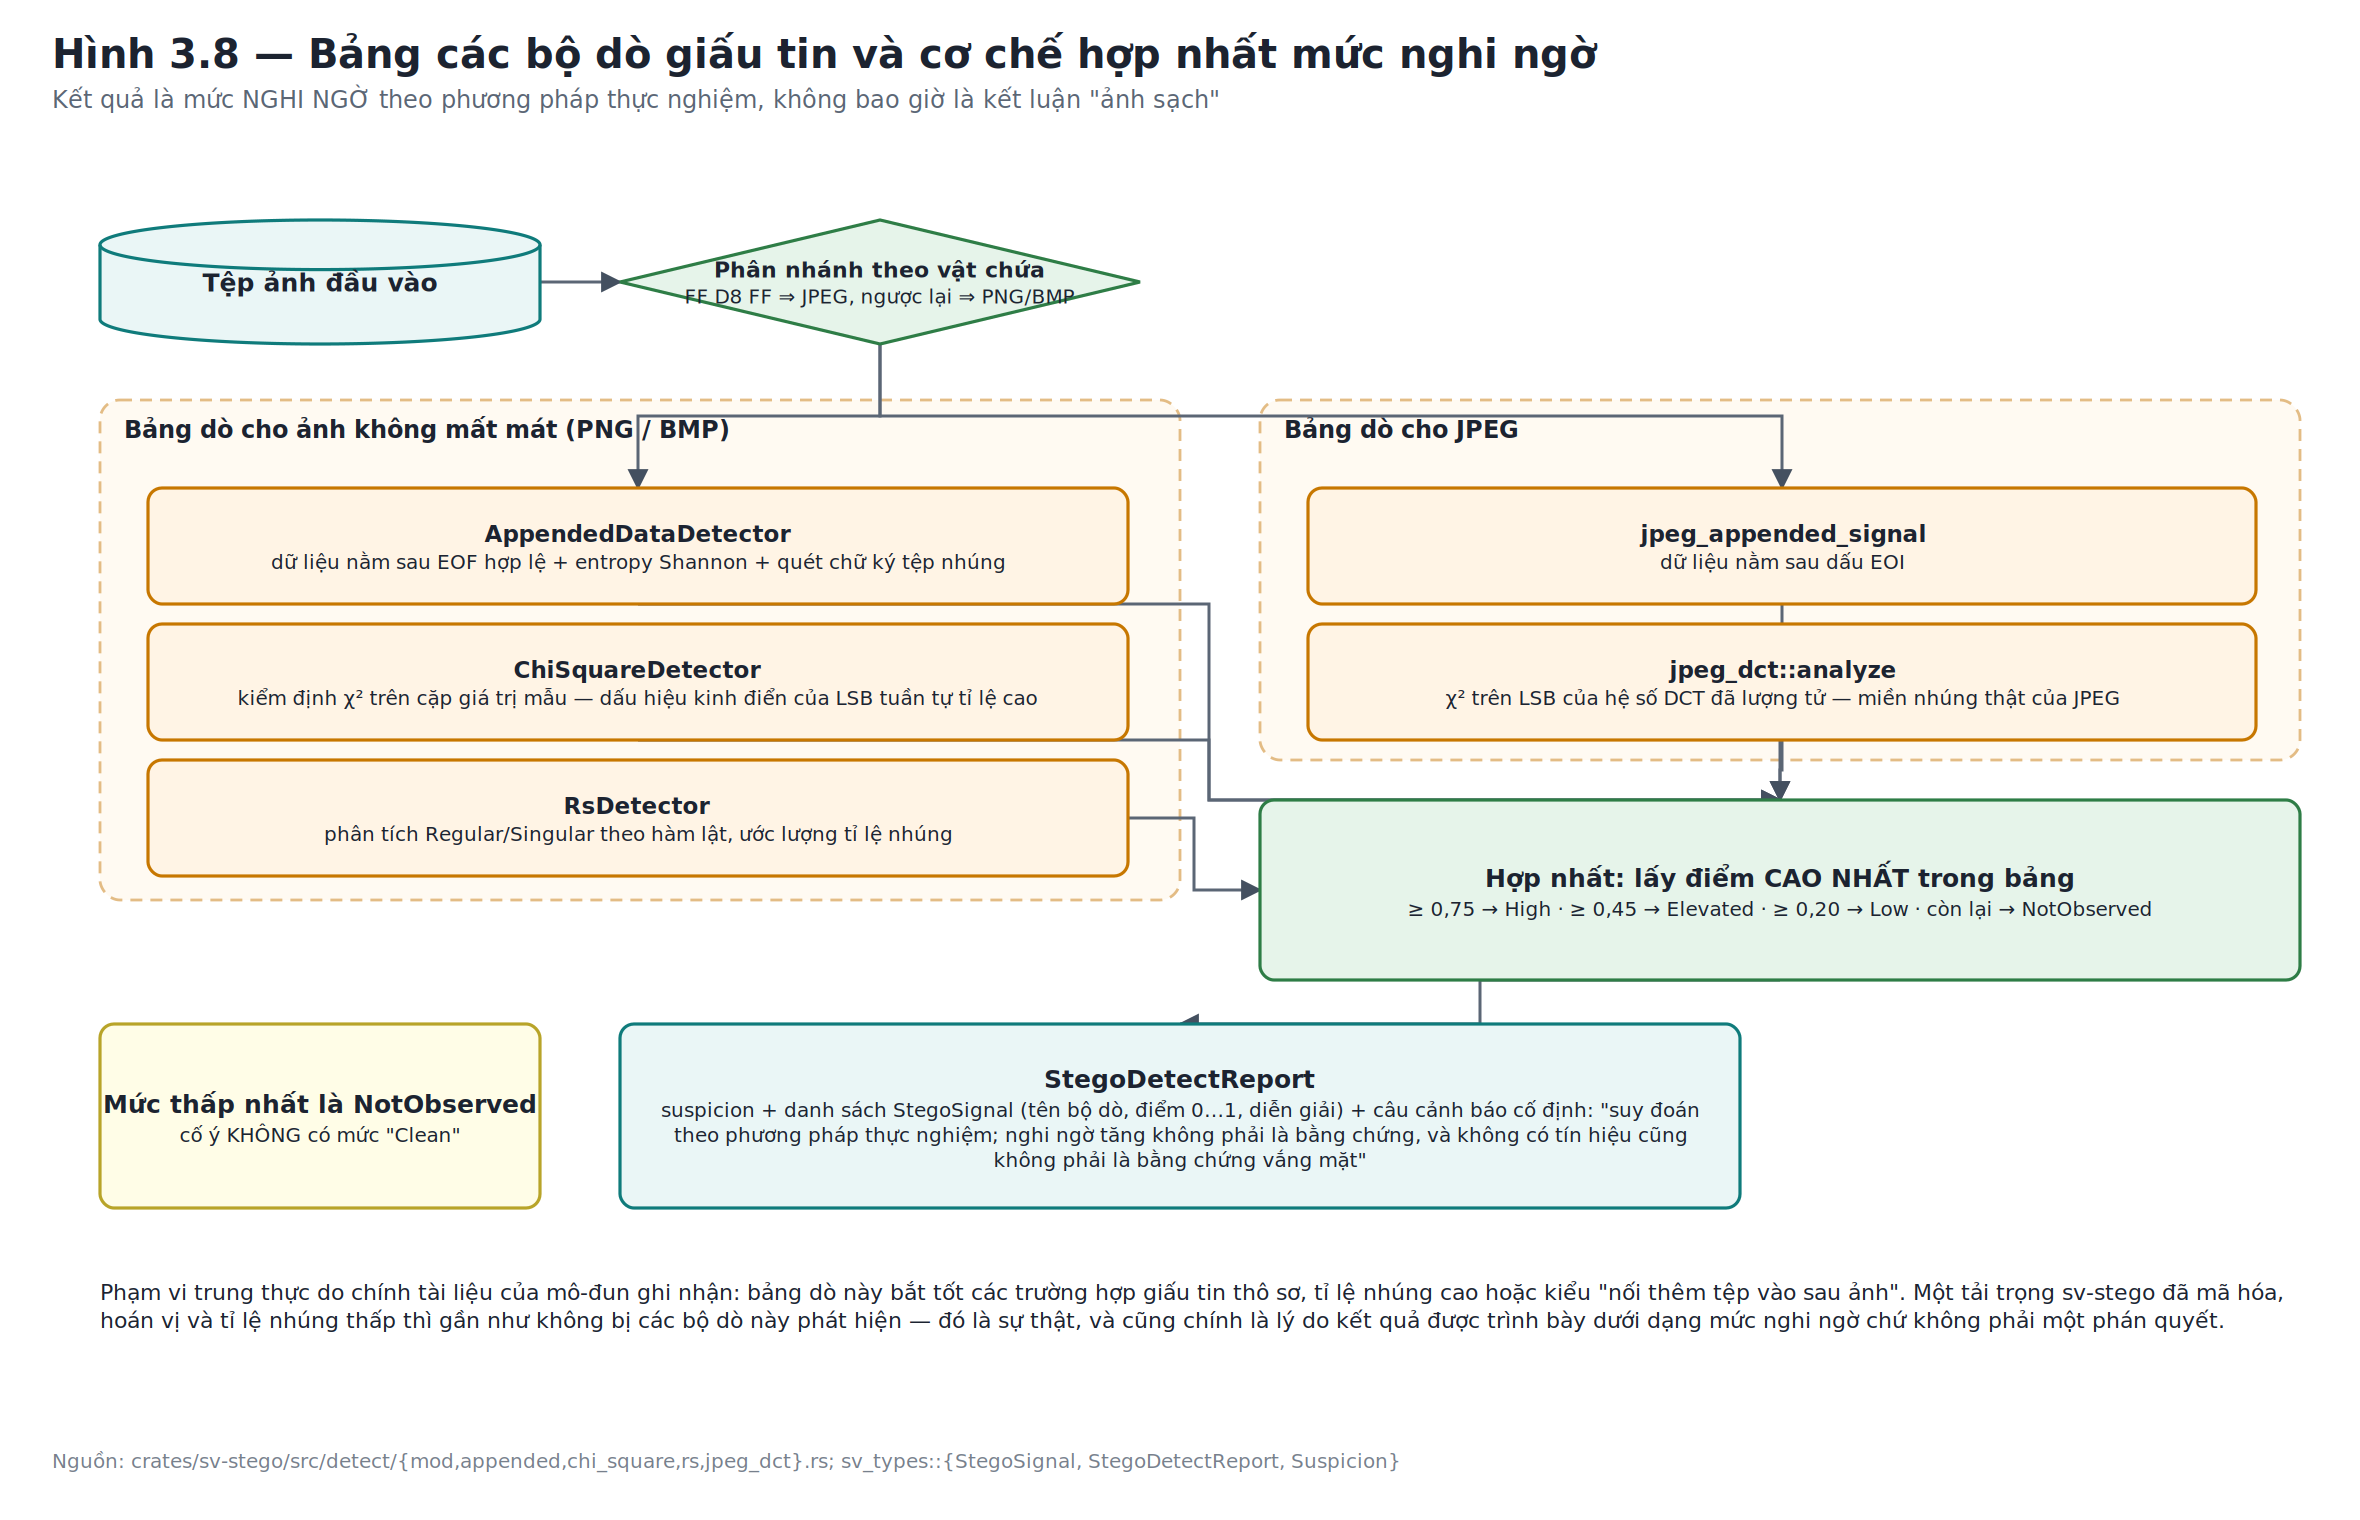 Hình 3.8 — Bảng các bộ dò giấu tin và cơ chế hợp nhất mức nghi ngờ
Kết quả là mức NGHI NGỜ theo phương pháp thực nghiệm, không bao giờ là kết luận "ảnh sạch"
Tệp ảnh đầu vào
Phân nhánh theo vật chứa
FF D8 FF ⇒ JPEG, ngược lại ⇒ PNG/BMP
Bảng dò cho ảnh không mất mát (PNG / BMP)
AppendedDataDetector
dữ liệu nằm sau EOF hợp lệ + entropy Shannon + quét chữ ký tệp nhúng
ChiSquareDetector
kiểm định χ² trên cặp giá trị mẫu — dấu hiệu kinh điển của LSB tuần tự tỉ lệ cao
RsDetector
phân tích Regular/Singular theo hàm lật, ước lượng tỉ lệ nhúng
Bảng dò cho JPEG
jpeg_appended_signal
dữ liệu nằm sau dấu EOI
jpeg_dct::analyze
χ² trên LSB của hệ số DCT đã lượng tử — miền nhúng thật của JPEG
Hợp nhất: lấy điểm CAO NHẤT trong bảng
≥ 0,75 → High · ≥ 0,45 → Elevated · ≥ 0,20 → Low · còn lại → NotObserved
Mức thấp nhất là NotObserved
cố ý KHÔNG có mức "Clean"
StegoDetectReport
suspicion + danh sách StegoSignal (tên bộ dò, điểm 0…1, diễn giải) + câu cảnh báo cố định: "suy đoán
theo phương pháp thực nghiệm; nghi ngờ tăng không phải là bằng chứng, và không có tín hiệu cũng
không phải là bằng chứng vắng mặt"
Phạm vi trung thực do chính tài liệu của mô-đun ghi nhận: bảng dò này bắt tốt các trường hợp giấu tin thô sơ, tỉ lệ nhúng cao hoặc kiểu "nối thêm tệp vào sau ảnh". Một tải trọng sv-stego đã mã hóa,
hoán vị và tỉ lệ nhúng thấp thì gần như không bị các bộ dò này phát hiện — đó là sự thật, và cũng chính là lý do kết quả được trình bày dưới dạng mức nghi ngờ chứ không phải một phán quyết.
Nguồn: crates/sv-stego/src/detect/{mod,appended,chi_square,rs,jpeg_dct}.rs; sv_types::{StegoSignal, StegoDetectReport, Suspicion}